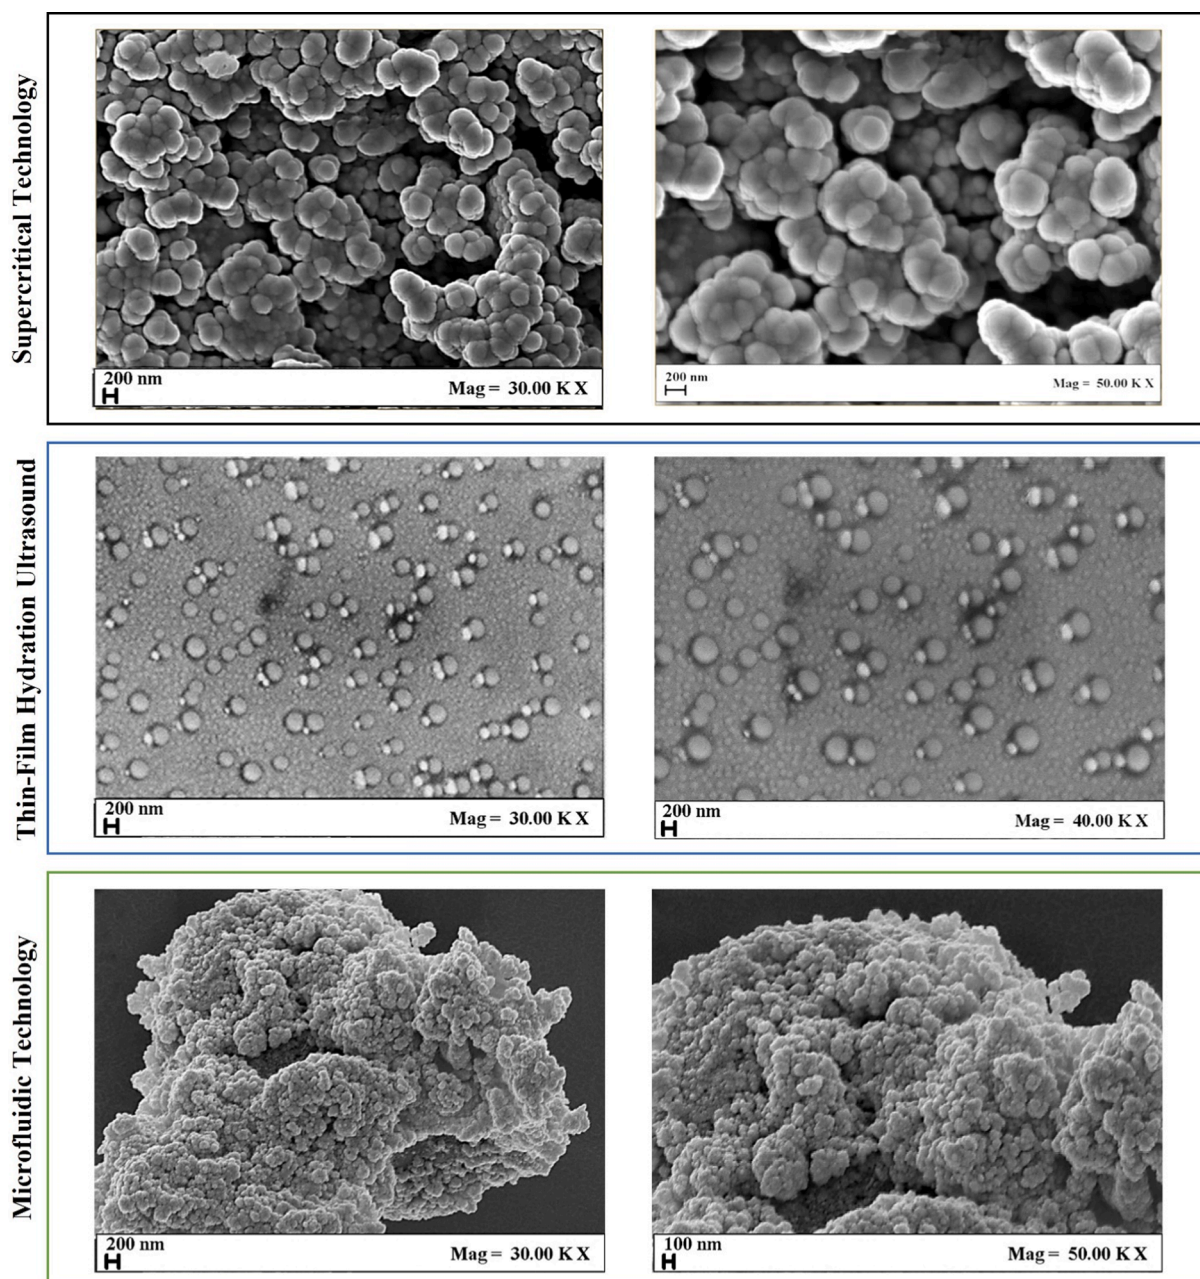 Supercritical Technology
200 nm
Mag = 30.00 K X
200 nm
Mag = 50.00 K X
Thin-Film Hydration Ultrasound
200 nm
Mag = 30.00 K X
200 nm
Mag = 40.00 K X
Microfluidic Technology
200 nm
Mag = 30.00 K X
100 nm
Mag = 50.00 K X